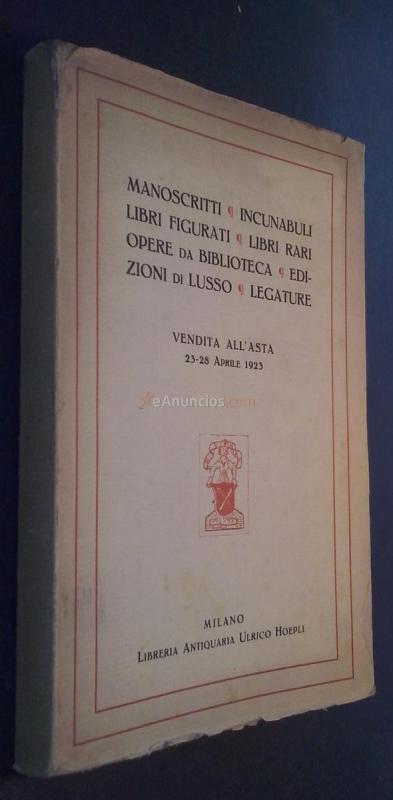 MANOSCRITTI ¶ INCUNABULI
LIBRI FIGURATI ¶ LIBRI RARI
OPERE DA BIBLIOTECA ¶ EDI-
ZIONI DI LUSSO ¶ LEGATURE
VENDITA ALL'ASTA
23-28 APRILE 1923
eAnuncios.com
MILANO
LIBRERIA ANTIQUARIA ULRICO HOEPLI